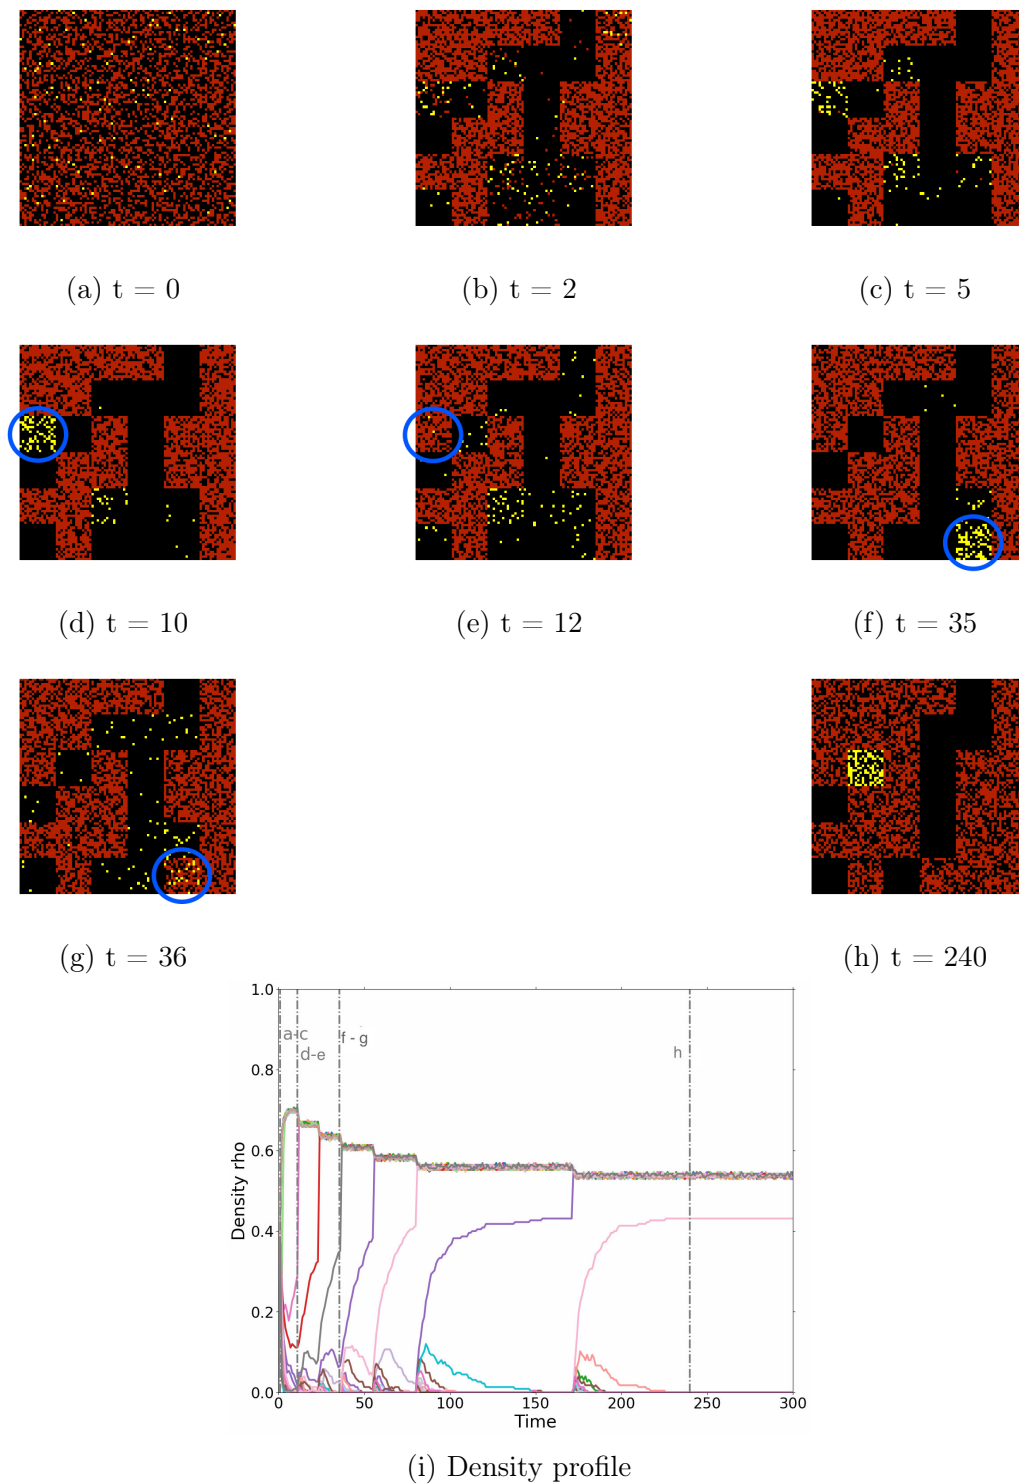 (a) t = 0
(b) t = 2
(c) t = 5
(d) t = 10
(e) t = 12
(f) t = 35
(g) t = 36
(h) t = 240
1.0
0.8
0.6
0.4
0.2
0.0
Density rho
a-c
d-e
f - g
h
0 50 100 150 200 250 300
Time
(i) Density profile